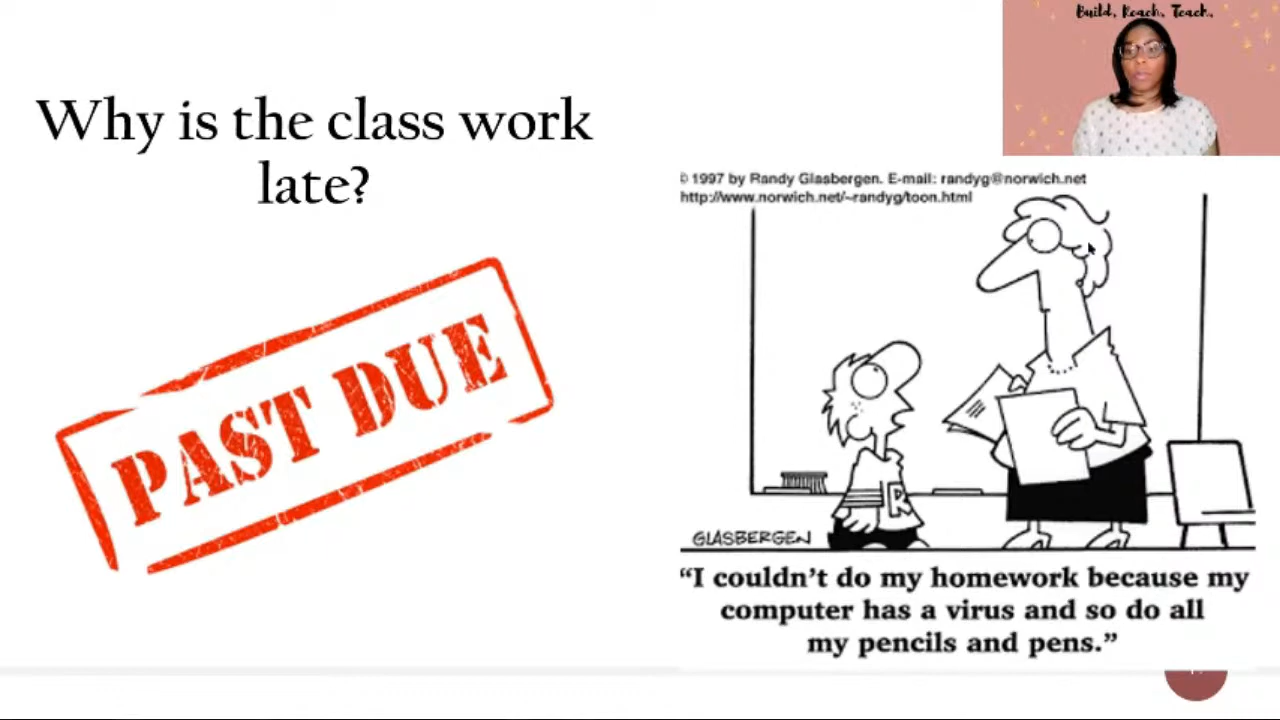 Build, Reach, Teach.
Why is the class work
late?
PAST DUE
© 1997 by Randy Glasbergen. E-mail: randyg@norwich.net
http://www.norwich.net/~randyg/toon.html
R
GLASBERGEN
“I couldn’t do my homework because my
computer has a virus and so do all
my pencils and pens.”